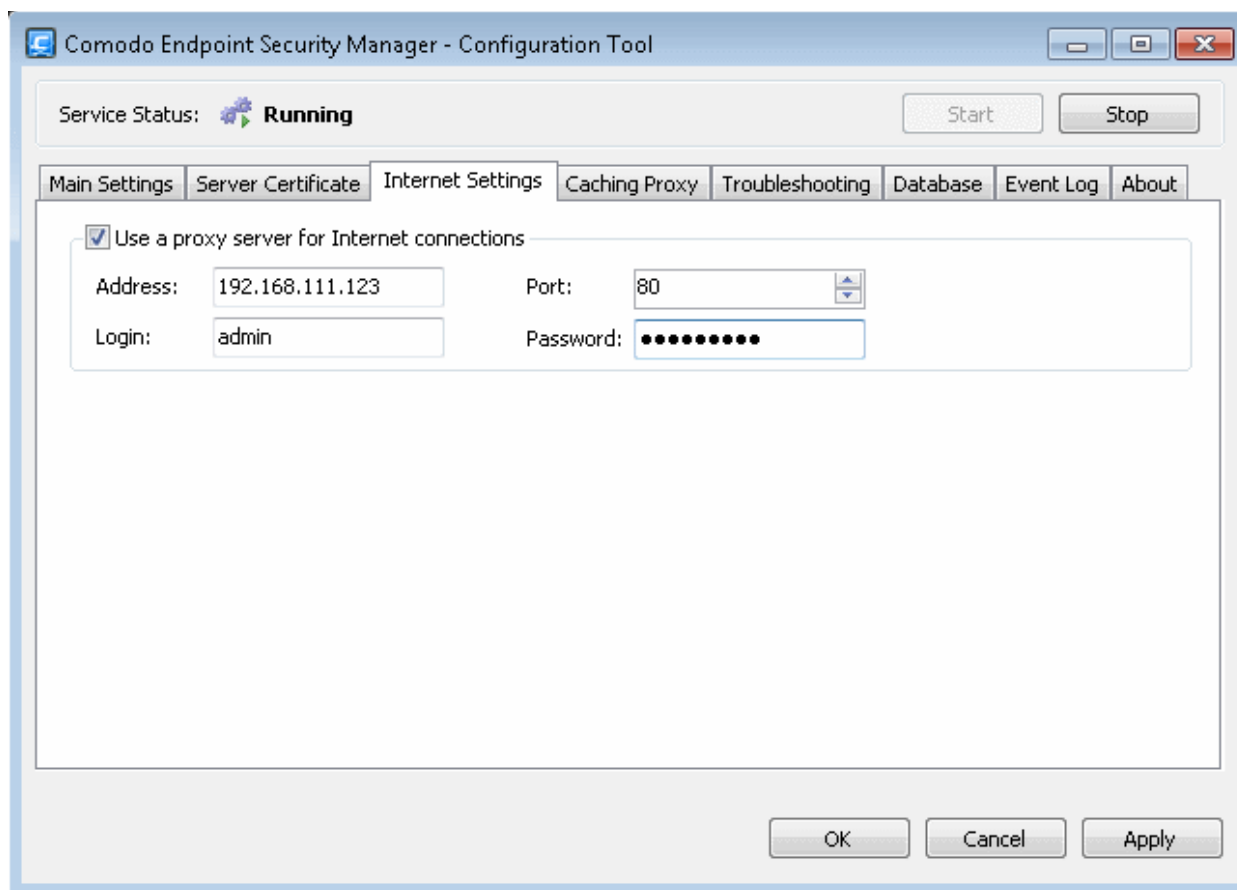 Comodo Endpoint Security Manager - Configuration Tool
Service Status: Running Start Stop
Main Settings Server Certificate Internet Settings Caching Proxy Troubleshooting Database Event Log About
Use a proxy server for Internet connections
Address: 192.168.111.123 Port: 80
Login: admin Password: ●●●●●●●●●
OK Cancel Apply